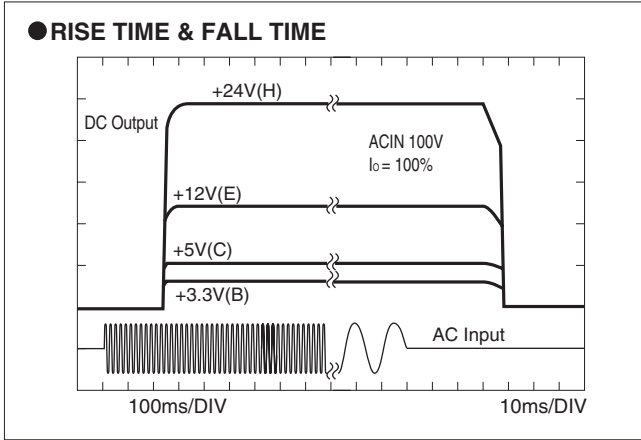 ●RISE TIME & FALL TIME
+24V(H)
DC Output
ACIN 100V
Io = 100%
+12V(E)
+5V(C)
+3.3V(B)
AC Input
100ms/DIV
10ms/DIV